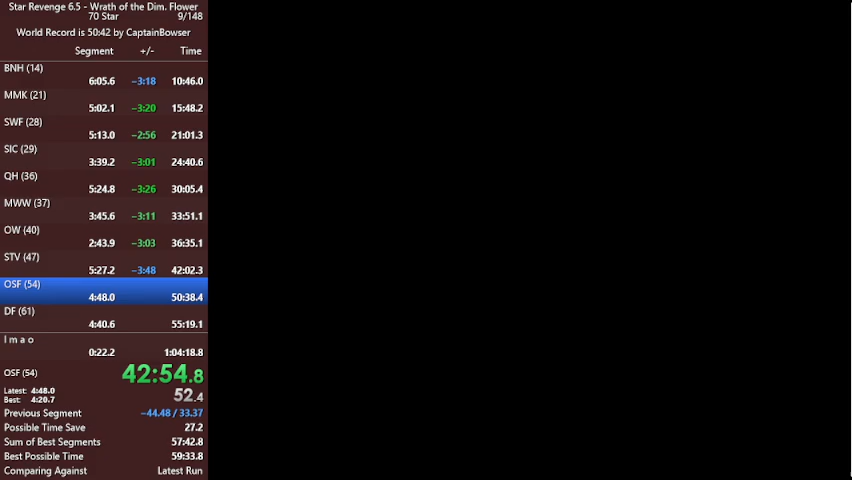 Star Revenge 6.5 - Wrath of the Dim. Flower
70 Star 9/148
World Record is 50:42 by CaptainBowser
Segment +/- Time
BNH (14)
6:05.6 −3:18 10:46.0
MMK (21)
5:02.1 −3:20 15:48.2
SWF (28)
5:13.0 −2:56 21:01.3
SIC (29)
3:39.2 −3:01 24:40.6
QH (36)
5:24.8 −3:26 30:05.4
MWW (37)
3:45.6 −3:11 33:51.1
OW (40)
2:43.9 −3:03 36:35.1
STV (47)
5:27.2 −3:48 42:02.3
OSF (54)
4:48.0 50:38.4
DF (61)
4:40.6 55:19.1
l m a o
0:22.2 1:04:18.8
OSF (54) 42:54.8
Latest: 4:48.0
Best: 4:20.7 52.4
Previous Segment −44.48 / 33.37
Possible Time Save 27.2
Sum of Best Segments 57:42.8
Best Possible Time 59:33.8
Comparing Against Latest Run